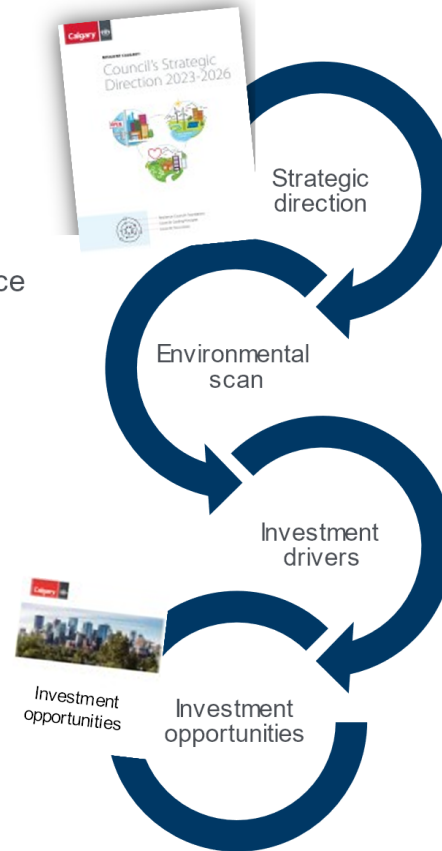 Calgary
Council's Strategic
Direction 2023-2026
Strategic
direction
ce
Environmental
scan
Investment
drivers
Calgary
Investment
opportunities
Investment
opportunities